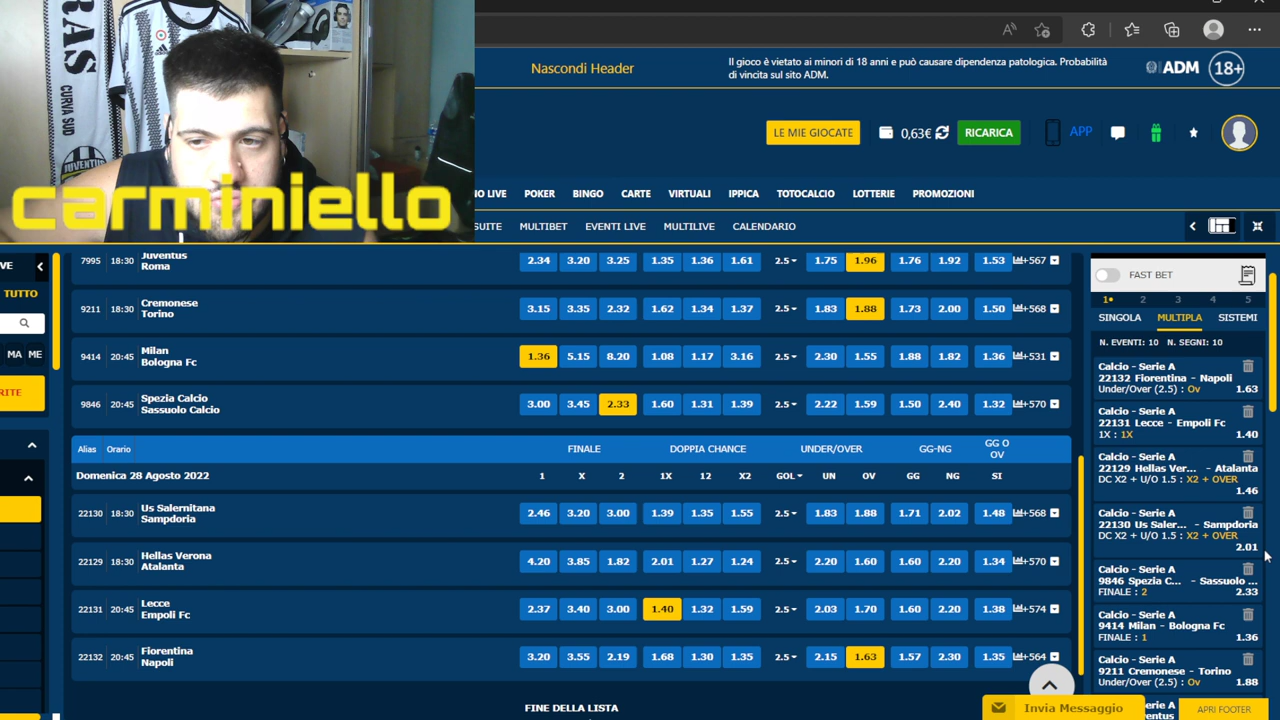 RAS
CURVA SUD
JUVENTUS
carminiello
Nascondi Header
Il gioco è vietato ai minori di 18 anni e può causare dipendenza patologica. Probabilità
di vincita sul sito ADM.
ADM
18+
LE MIE GIOCATE
0,63€
RICARICA
APP
NO LIVE
POKER
BINGO
CARTE
VIRTUALI
IPPICA
TOTOCALCIO
LOTTERIE
PROMOZIONI
SUITE
MULTIBET
EVENTI LIVE
MULTILIVE
CALENDARIO
VE
TUTTO
MA ME
RITE
7995 18:30 Juventus
Roma
2.34 3.20 3.25 1.35 1.36 1.61 2.5 1.75 1.96 1.76 1.92 1.53 +567
9211 18:30 Cremonese
Torino
3.15 3.35 2.32 1.62 1.34 1.37 2.5 1.83 1.88 1.73 2.00 1.50 +568
9414 20:45 Milan
Bologna Fc
1.36 5.15 8.20 1.08 1.17 3.16 2.5 2.30 1.55 1.88 1.82 1.36 +531
9846 20:45 Spezia Calcio
Sassuolo Calcio
3.00 3.45 2.33 1.60 1.31 1.39 2.5 2.22 1.59 1.50 2.40 1.32 +570
Alias Orario FINALE DOPPIA CHANCE UNDER/OVER GG-NG GG O
OV
Domenica 28 Agosto 2022 1 X 2 1X 12 X2 GOL UN OV GG NG SI
22130 18:30 Us Salernitana
Sampdoria
2.46 3.20 3.00 1.39 1.35 1.55 2.5 1.83 1.88 1.71 2.02 1.48 +568
22129 18:30 Hellas Verona
Atalanta
4.20 3.85 1.82 2.01 1.27 1.24 2.5 2.20 1.60 1.60 2.20 1.34 +570
22131 20:45 Lecce
Empoli Fc
2.37 3.40 3.00 1.40 1.32 1.59 2.5 2.03 1.70 1.60 2.20 1.38 +574
22132 20:45 Fiorentina
Napoli
3.20 3.55 2.19 1.68 1.30 1.35 2.5 2.15 1.63 1.57 2.30 1.35 +564
FINE DELLA LISTA
FAST BET
1 2 3 4 5
SINGOLA MULTIPLA SISTEMI
N. EVENTI: 10 N. SEGNI: 10
Calcio - Serie A
22132 Fiorentina - Napoli
Under/Over (2.5) : Ov 1.63
Calcio - Serie A
22131 Lecce - Empoli Fc
1X : 1X 1.40
Calcio - Serie A
22129 Hellas Ver... - Atalanta
DC X2 + U/O 1.5 : X2 + OVER
1.46
Calcio - Serie A
22130 Us Saler... - Sampdoria
DC X2 + U/O 1.5 : X2 + OVER
2.01
Calcio - Serie A
9846 Spezia C... - Sassuolo ...
FINALE : 2 2.33
Calcio - Serie A
9414 Milan - Bologna Fc
FINALE : 1 1.36
Calcio - Serie A
9211 Cremonese - Torino
Under/Over (2.5) : Ov 1.88
Invia Messaggio
APRI FOOTER